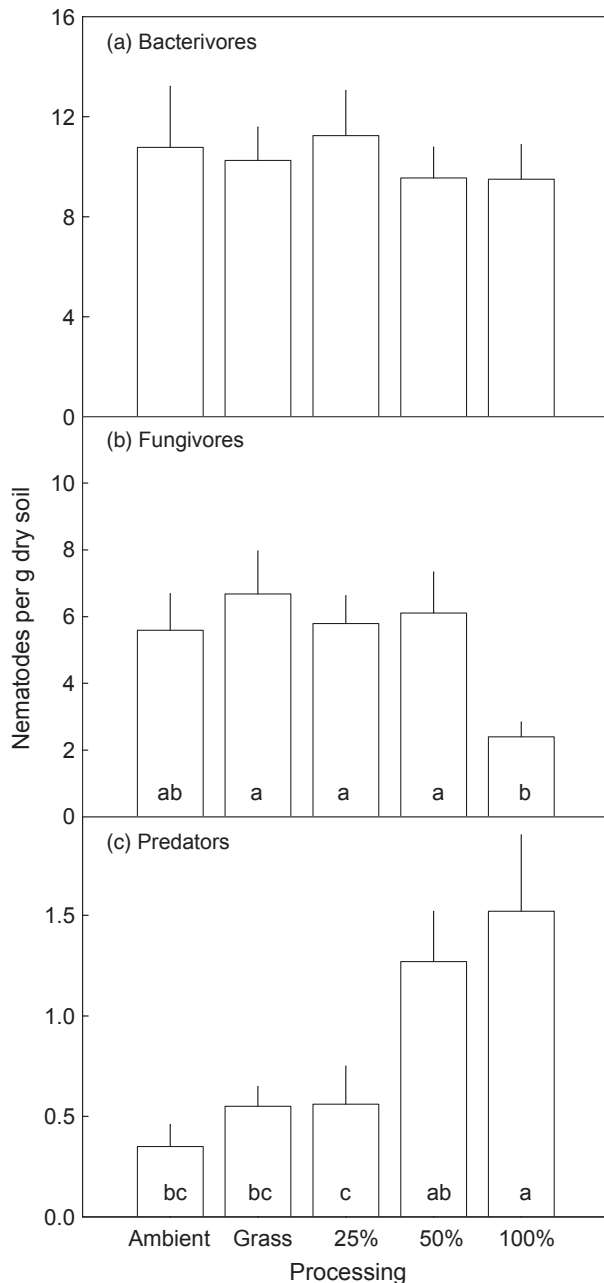 16
(a) Bacterivores
12
8
4
0
(b) Fungivores
10
8
6
4
2
0
ab a a a b
(c) Predators
1.5
1.0
0.5
0.0
bc bc c ab a
Ambient Grass 25% 50% 100%
Processing
Nematodes per g dry soil